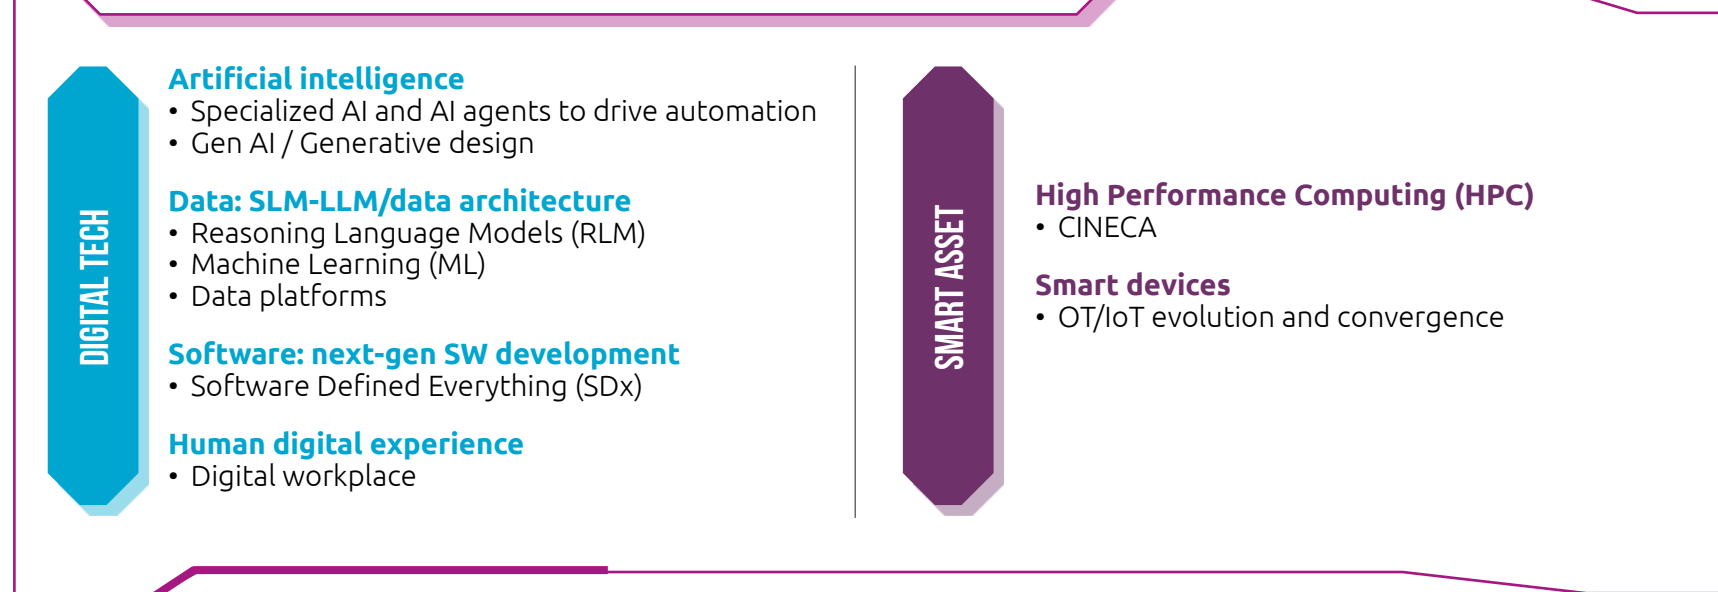 DIGITAL TECH
Artificial intelligence
• Specialized AI and AI agents to drive automation
• Gen AI / Generative design
Data: SLM-LLM/data architecture
• Reasoning Language Models (RLM)
• Machine Learning (ML)
• Data platforms
Software: next-gen SW development
• Software Defined Everything (SDx)
Human digital experience
• Digital workplace
SMART ASSET
High Performance Computing (HPC)
• CINECA
Smart devices
• OT/IoT evolution and convergence